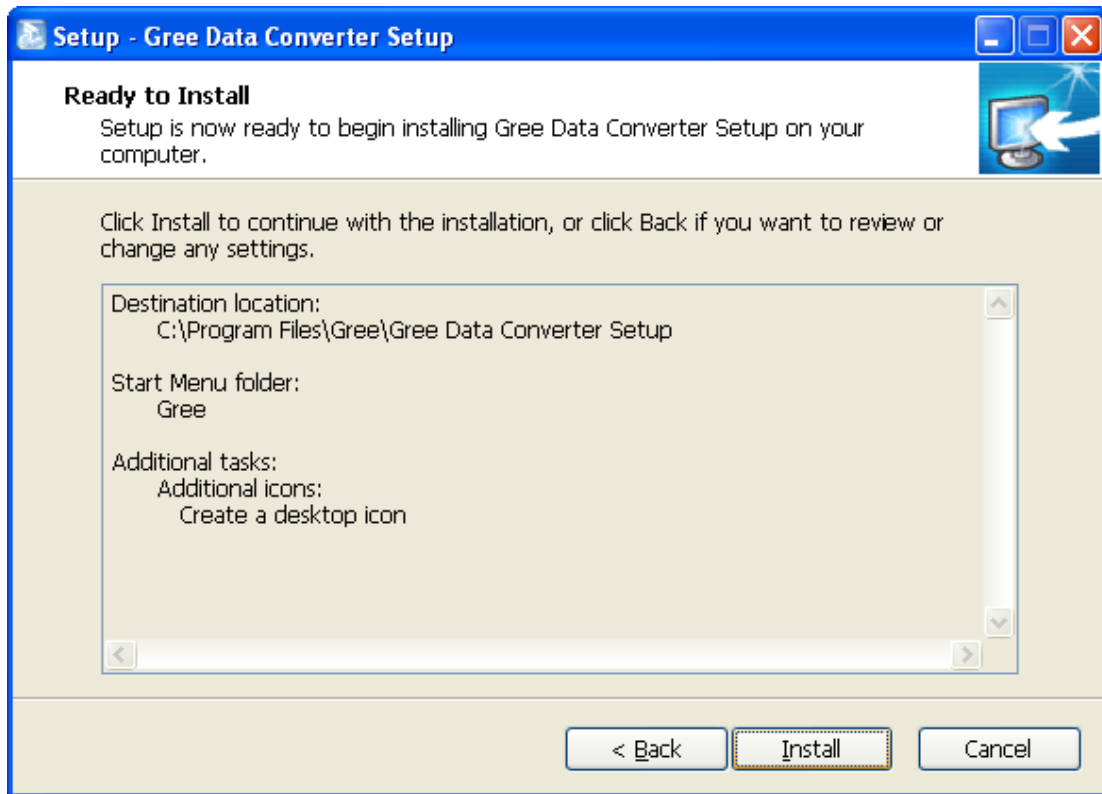 Setup - Gree Data Converter Setup
Ready to Install
Setup is now ready to begin installing Gree Data Converter Setup on your
computer.
Click Install to continue with the installation, or click Back if you want to review or
change any settings.
Destination location:
C:\Program Files\Gree\Gree Data Converter Setup
Start Menu folder:
Gree
Additional tasks:
Additional icons:
Create a desktop icon
< Back
Install
Cancel